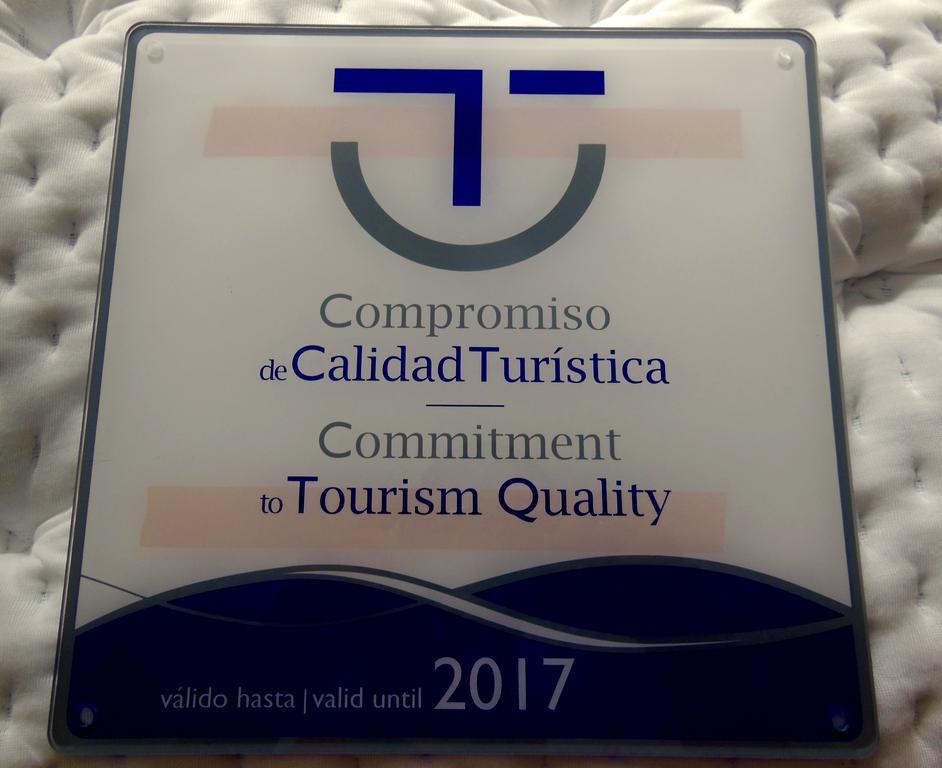 Compromiso
de Calidad Turística
Commitment
to Tourism Quality
válido hasta | valid until 2017